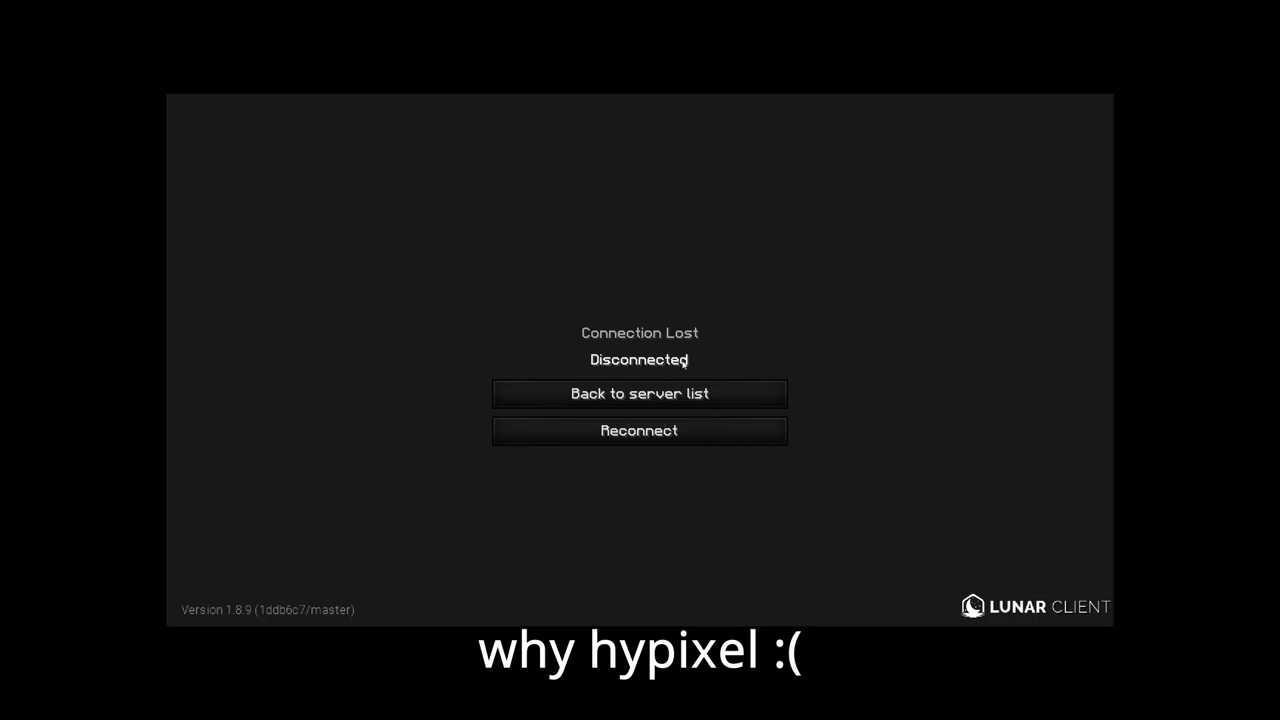 Connection Lost
Disconnected
Back to server list
Reconnect
Version 1.8.9 (1ddb6c7/master)
LUNAR CLIENT
why hypixel :(